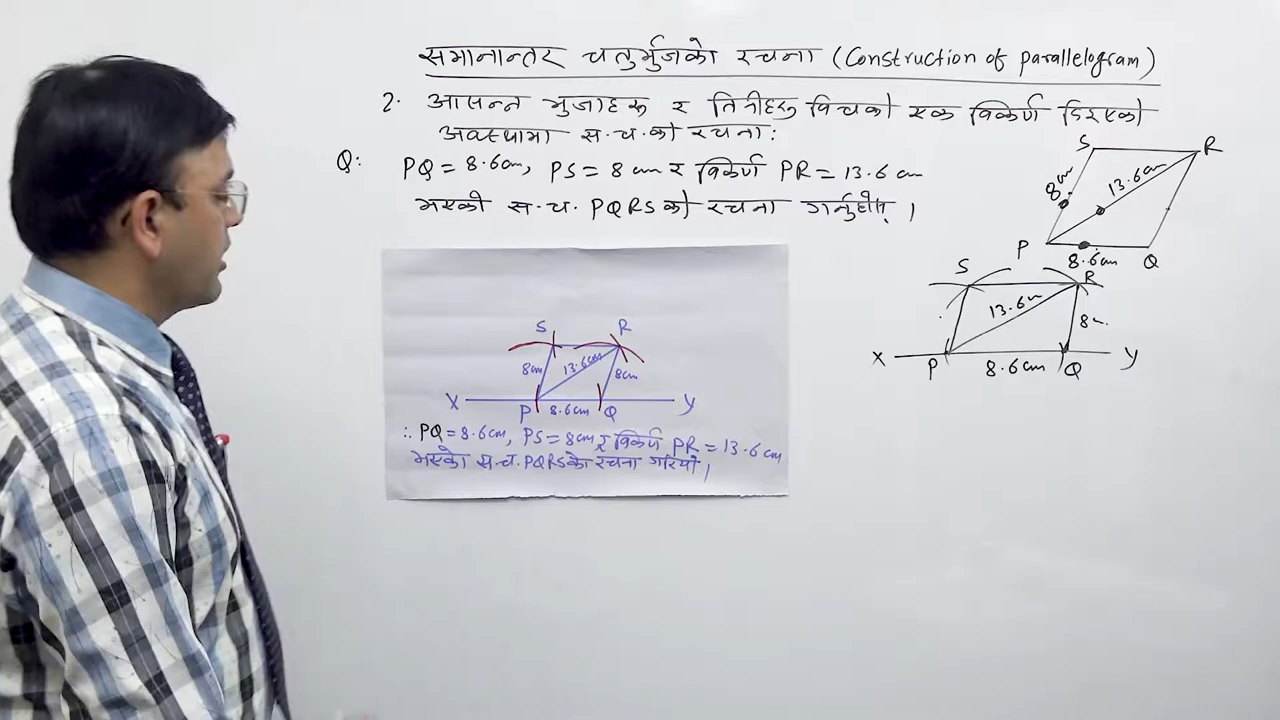 समानान्तर चतुर्भुजको रचना (Construction of parallelogram)
2. आसन्न भुजाहरू र तिनीहरू विचको एक विकर्ण दिइएको
अवस्थामा स.च.को रचना:
Q: PQ = 8.6cm, PS = 8 cm र विकर्ण PR = 13.6 cm
भएको स.च. PQRSको रचना गर्नुहोस् ।
S R
8cm 13.6cm
P 8.6cm Q
S R
13.6cm 8cm
X P 8.6cm Q Y
S R
8cm 13.6cm 8cm
X P 8.6cm Q Y
∴ PQ = 8.6cm, PS = 8cm र विकर्ण PR = 13.6 cm
भएको स.च. PQRSको रचना गरियो ।